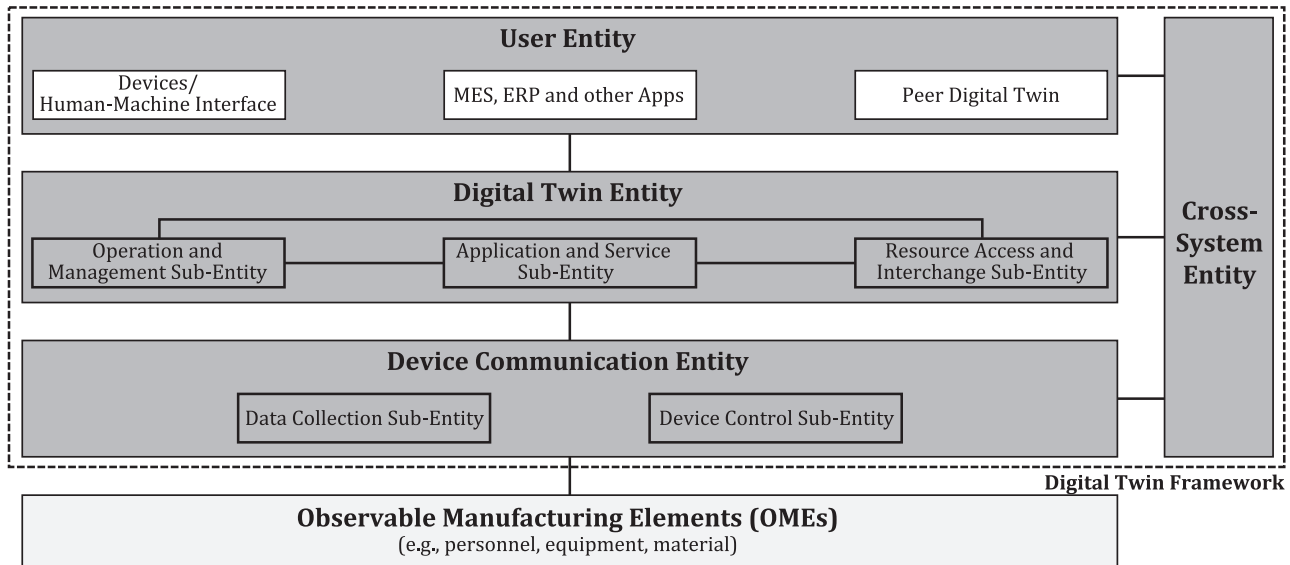 User Entity
Devices/
Human-Machine Interface
MES, ERP and other Apps
Peer Digital Twin
Digital Twin Entity
Operation and
Management Sub-Entity
Application and Service
Sub-Entity
Resource Access and
Interchange Sub-Entity
Cross-
System
Entity
Device Communication Entity
Data Collection Sub-Entity
Device Control Sub-Entity
Digital Twin Framework
Observable Manufacturing Elements (OMEs)
(e.g., personnel, equipment, material)